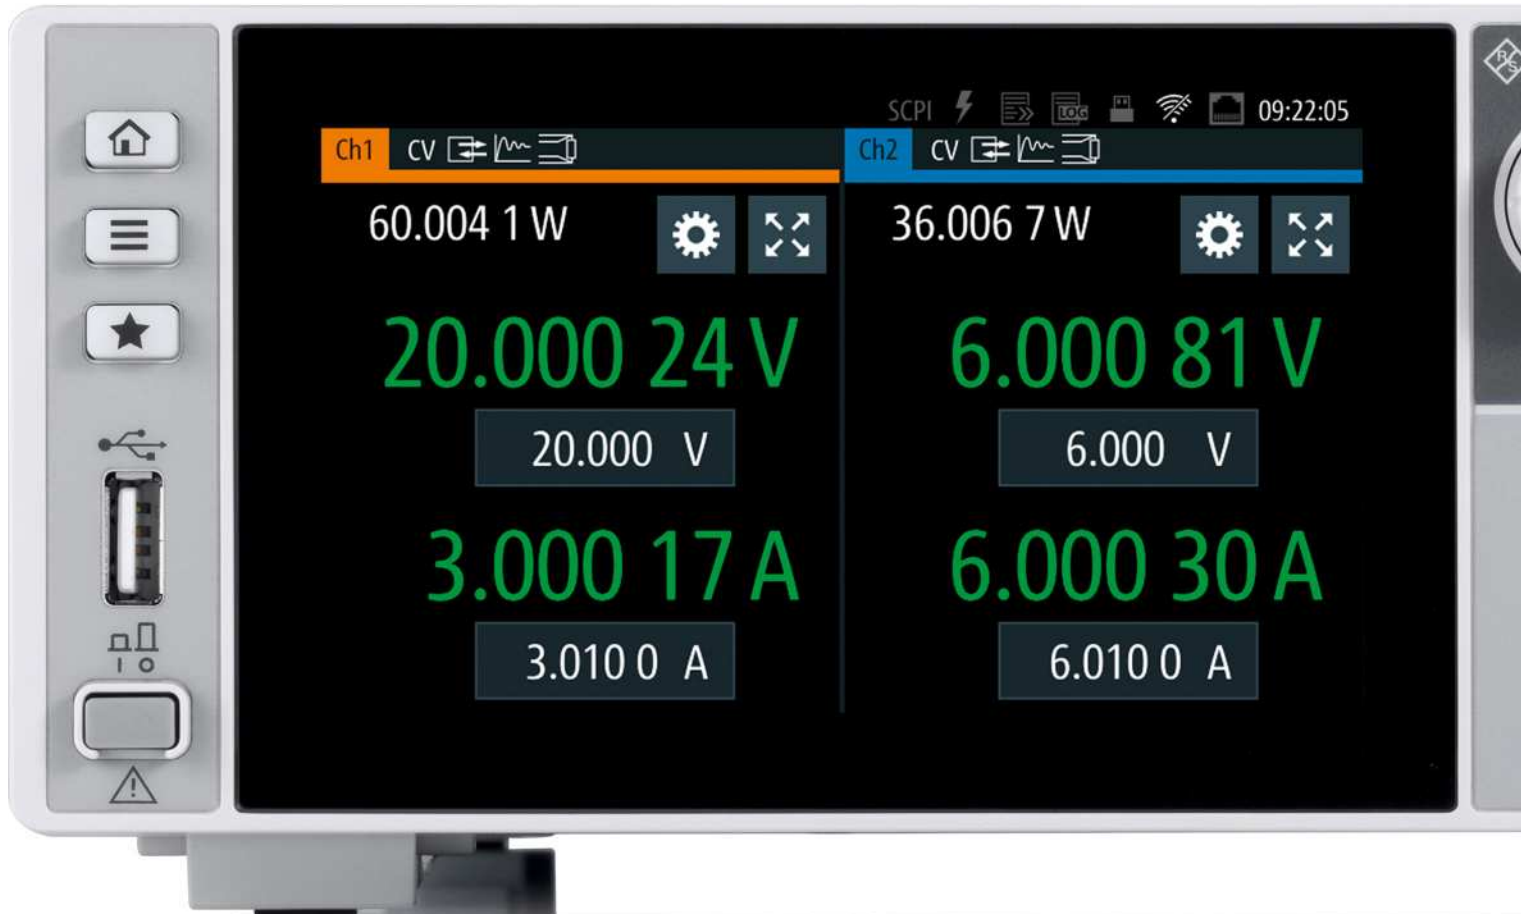 R&S
SCPI LOG 09:22:05
Ch1 CV
Ch2 CV
60.004 1 W
36.006 7 W
20.000 24 V
6.000 81 V
20.000 V
6.000 V
3.000 17 A
6.000 30 A
3.010 0 A
6.010 0 A
I O